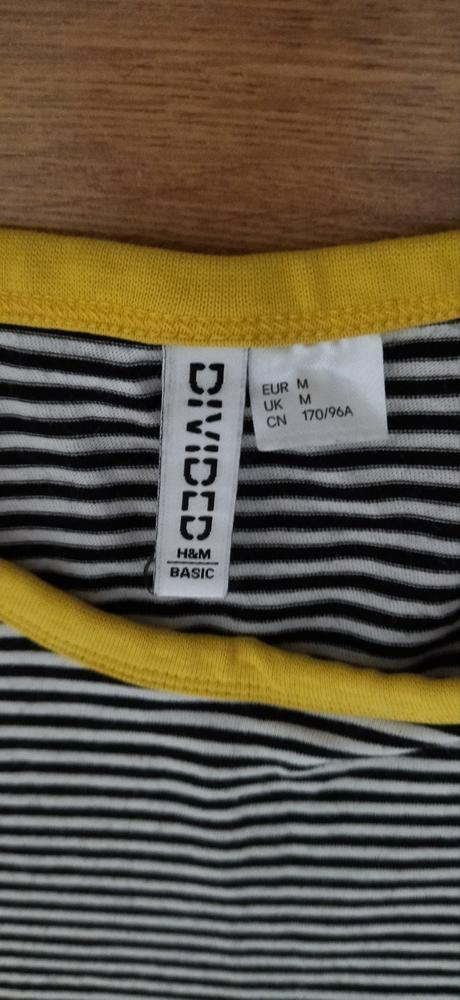 DIVIDED
H&M
BASIC
EUR M
UK M
CN 170/96A